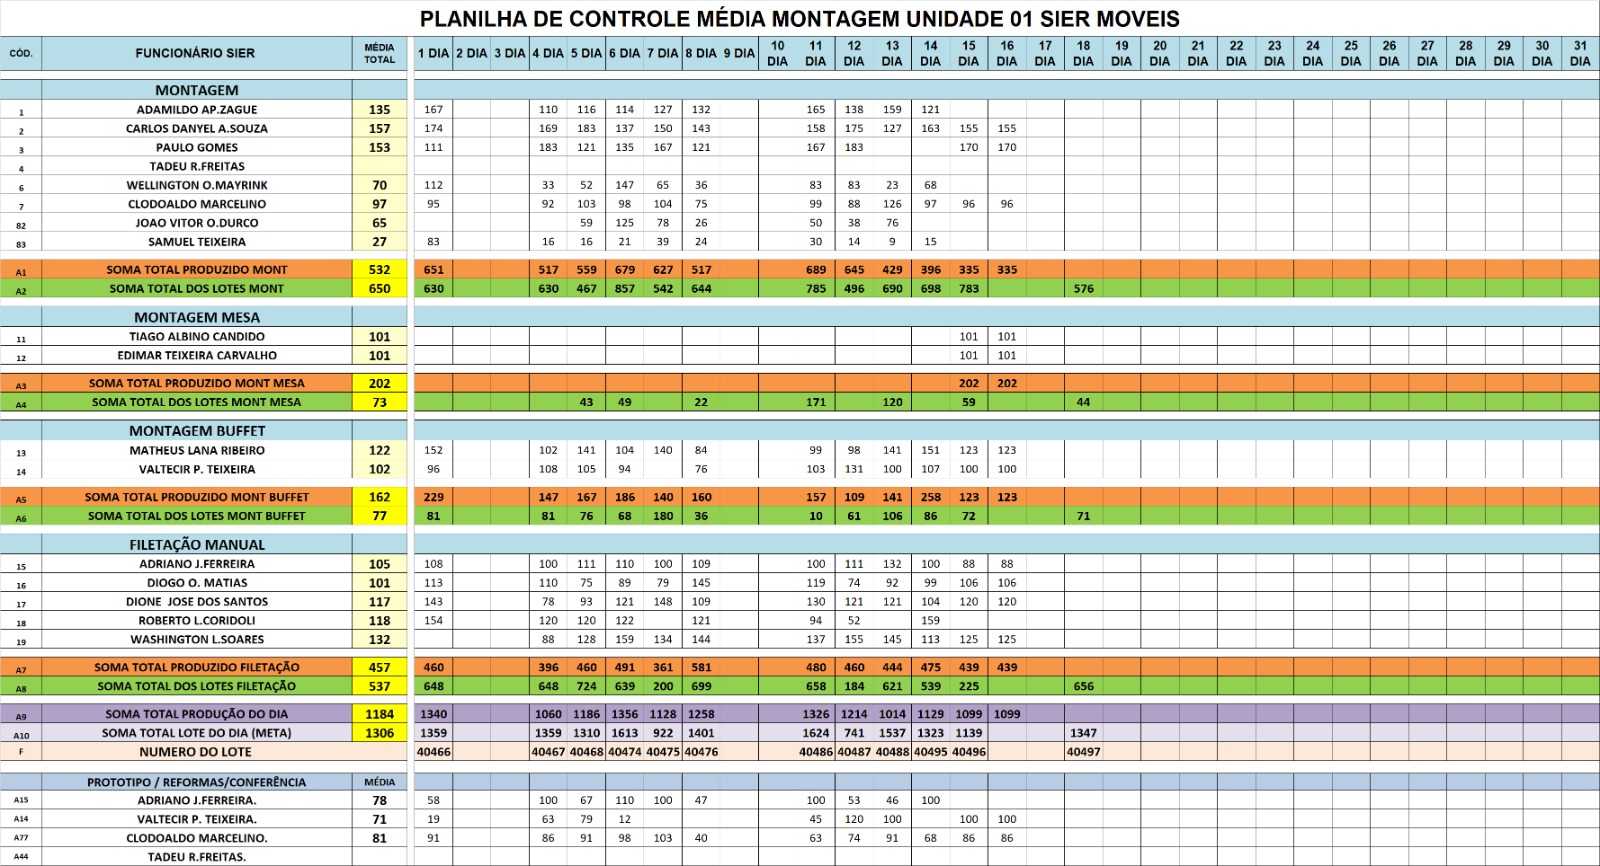 PLANILHA DE CONTROLE MÉDIA MONTAGEM UNIDADE 01 SIER MOVEIS
CÓD. FUNCIONÁRIO SIER MÉDIA TOTAL 1 DIA 2 DIA 3 DIA 4 DIA 5 DIA 6 DIA 7 DIA 8 DIA 9 DIA 10 DIA 11 DIA 12 DIA 13 DIA 14 DIA 15 DIA 16 DIA 17 DIA 18 DIA 19 DIA 20 DIA 21 DIA 22 DIA 23 DIA 24 DIA 25 DIA 26 DIA 27 DIA 28 DIA 29 DIA 30 DIA 31 DIA
MONTAGEM
1 ADAMILDO AP.ZAGUE 135 167 110 116 114 127 132 165 138 159 121
2 CARLOS DANYEL A.SOUZA 157 174 169 183 137 150 143 158 175 127 163 155 155
3 PAULO GOMES 153 111 183 121 135 167 121 167 183 170 170
4 TADEU R.FREITAS
6 WELLINGTON O.MAYRINK 70 112 33 52 147 65 36 83 83 23 68
7 CLODOALDO MARCELINO 97 95 92 103 98 104 75 99 88 126 97 96 96
82 JOAO VITOR O.DURCO 65 59 125 78 26 50 38 76
83 SAMUEL TEIXEIRA 27 83 16 16 21 39 24 30 14 9 15
A1 SOMA TOTAL PRODUZIDO MONT 532 651 517 559 679 627 517 689 645 429 396 335 335
A2 SOMA TOTAL DOS LOTES MONT 650 630 630 467 857 542 644 785 496 690 698 783 576
MONTAGEM MESA
11 TIAGO ALBINO CANDIDO 101 101 101
12 EDIMAR TEIXEIRA CARVALHO 101 101 101
A3 SOMA TOTAL PRODUZIDO MONT MESA 202 202 202
A4 SOMA TOTAL DOS LOTES MONT MESA 73 43 49 22 171 120 59 44
MONTAGEM BUFFET
13 MATHEUS LANA RIBEIRO 122 152 102 141 104 140 84 99 98 141 151 123 123
14 VALTECIR P. TEIXEIRA 102 96 108 105 94 76 103 131 100 107 100 100
A5 SOMA TOTAL PRODUZIDO MONT BUFFET 162 229 147 167 186 140 160 157 109 141 258 123 123
A6 SOMA TOTAL DOS LOTES MONT BUFFET 77 81 81 76 68 180 36 10 61 106 86 72 71
FILETAÇÃO MANUAL
15 ADRIANO J.FERREIRA 105 108 100 111 110 100 109 100 111 132 100 88 88
16 DIOGO O. MATIAS 101 113 110 75 89 79 145 119 74 92 99 106 106
17 DIONE JOSE DOS SANTOS 117 143 78 93 121 148 109 130 121 121 104 120 120
18 ROBERTO L.CORIDOLI 118 154 120 120 122 121 94 52 159
19 WASHINGTON L.SOARES 132 88 128 159 134 144 137 155 145 113 125 125
A7 SOMA TOTAL PRODUZIDO FILETAÇÃO 457 460 396 460 491 361 581 480 460 444 475 439 439
A8 SOMA TOTAL DOS LOTES FILETAÇÃO 537 648 648 724 639 200 699 658 184 621 539 225 656
A9 SOMA TOTAL PRODUÇÃO DO DIA 1184 1340 1060 1186 1356 1128 1258 1326 1214 1014 1129 1099 1099
A10 SOMA TOTAL LOTE DO DIA (META) 1306 1359 1359 1310 1613 922 1401 1624 741 1537 1323 1139 1347
F NUMERO DO LOTE 40466 40467 40468 40474 40475 40476 40486 40487 40488 40495 40496 40497
PROTOTIPO / REFORMAS/CONFERÊNCIA MÉDIA
A15 ADRIANO J.FERREIRA. 78 58 100 67 110 100 47 100 53 46 100
A14 VALTECIR P. TEIXEIRA. 71 19 63 79 12 45 120 100 100 100
A77 CLODOALDO MARCELINO. 81 91 86 91 98 103 40 63 74 91 68 86 86
A44 TADEU R.FREITAS.